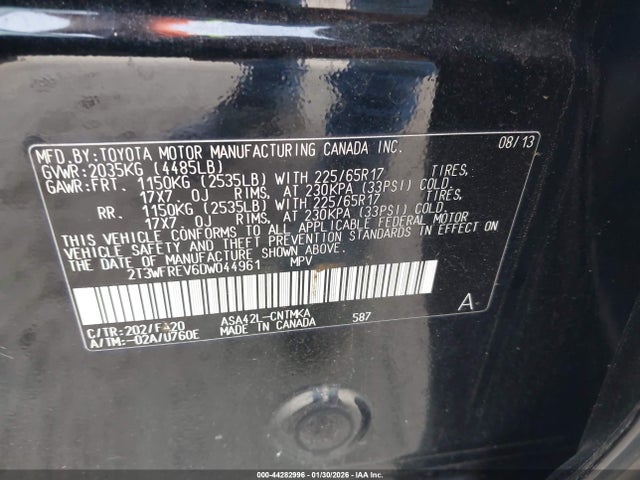 MFD.BY:TOYOTA MOTOR MANUFACTURING CANADA INC. 08/13
GVWR:2035KG (4485LB)
GAWR:FRT. 1150KG (2535LB) WITH 225/65R17 TIRES,
17X7 0J RIMS, AT 230KPA (33PSI) COLD
RR. 1150KG (2535LB) WITH 225/65R17 TIRES,
17X7 0J RIMS, AT 230KPA (33PSI) COLD.
THIS VEHICLE CONFORMS TO ALL APPLICABLE FEDERAL MOTOR
VEHICLE SAFETY AND THEFT PREVENTION STANDARDS IN EFFECT
ON THE DATE OF MANUFACTURE SHOWN ABOVE.
2T3WFREV6DW044961 MPV
A
C/TR:202/FA20 ASA42L-CNTMKA 587
A/TM:-02A/U760E MADE IN CANADA
000-44282996 - 01/30/2026 - IAAI Inc.